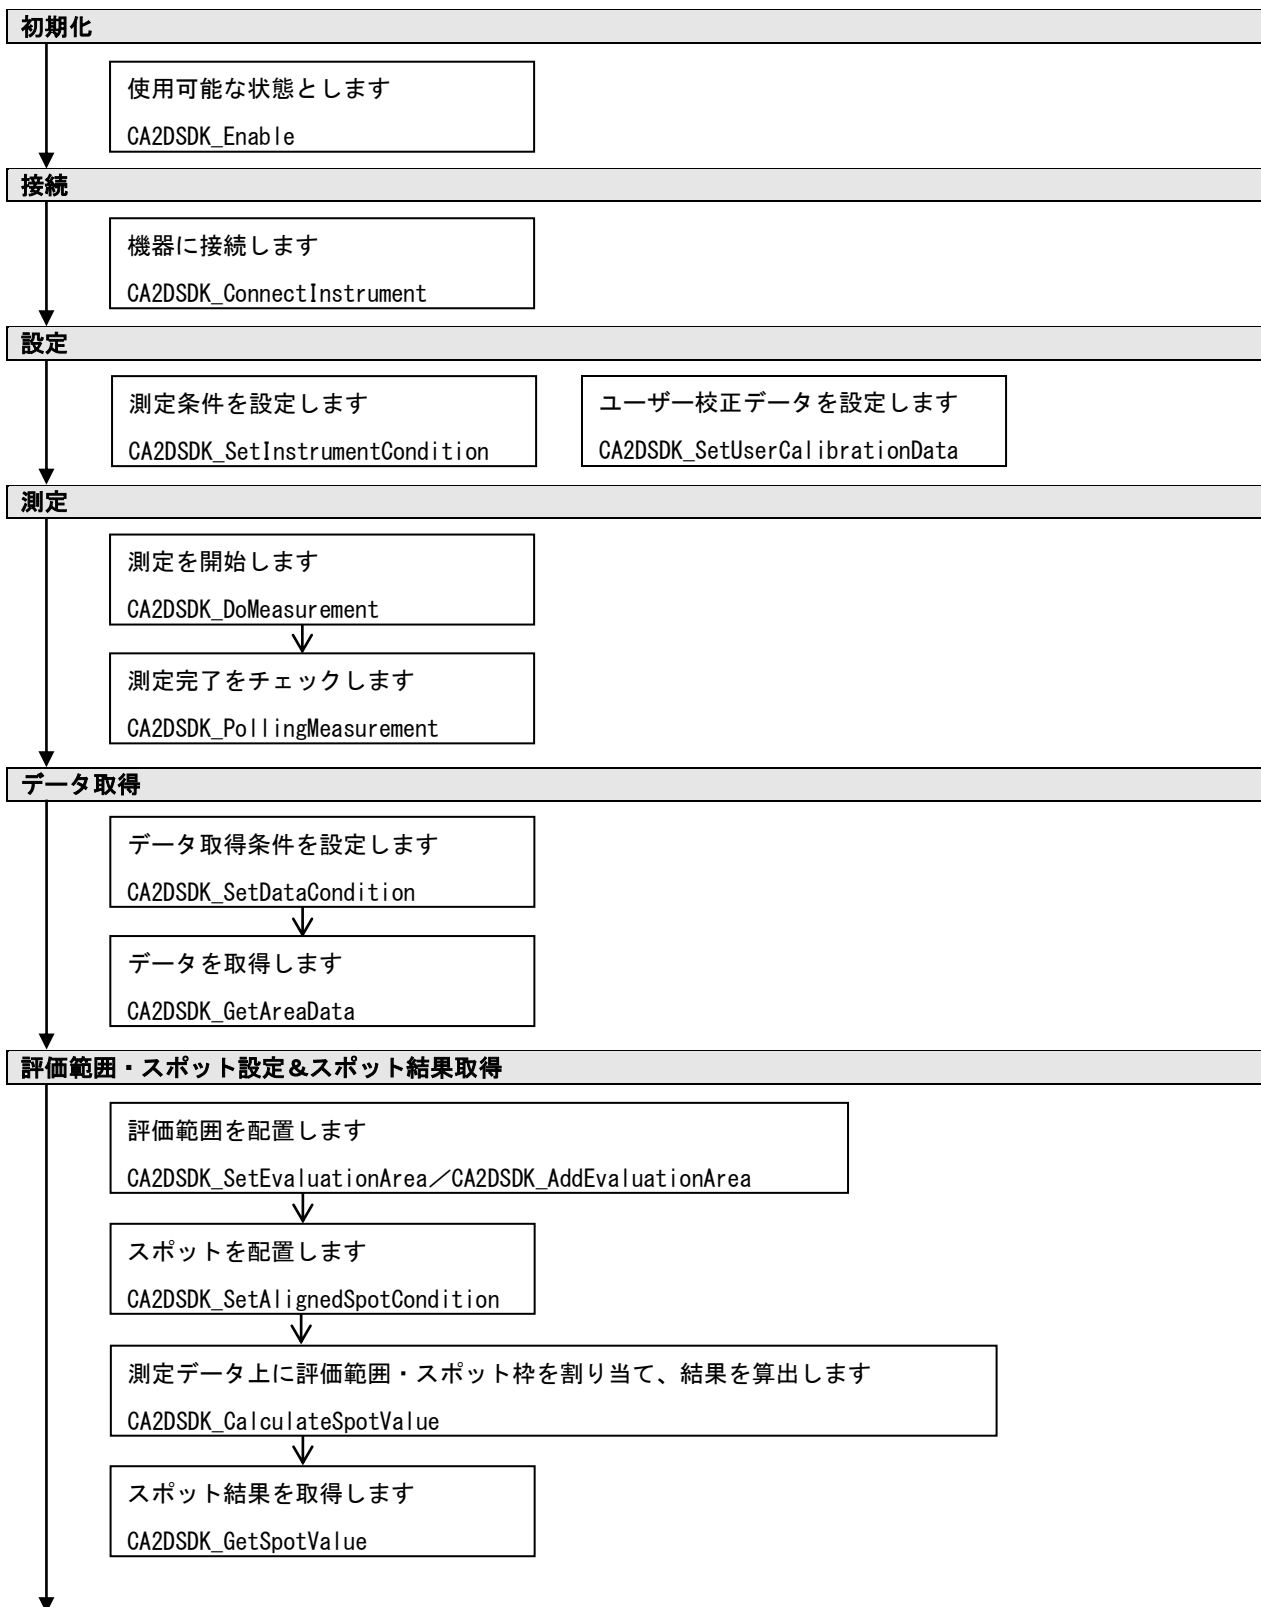 初期化
使用可能な状態とします
CA2DSDK_Enable
接続
機器に接続します
CA2DSDK_ConnectInstrument
設定
測定条件を設定します
CA2DSDK_SetInstrumentCondition
ユーザー校正データを設定します
CA2DSDK_SetUserCalibrationData
測定
測定を開始します
CA2DSDK_DoMeasurement
測定完了をチェックします
CA2DSDK_PollingMeasurement
データ取得
データ取得条件を設定します
CA2DSDK_SetDataCondition
データを取得します
CA2DSDK_GetAreaData
評価範囲・スポット設定＆スポット結果取得
評価範囲を配置します
CA2DSDK_SetEvaluationArea／CA2DSDK_AddEvaluationArea
スポットを配置します
CA2DSDK_SetAlignedSpotCondition
測定データ上に評価範囲・スポット枠を割り当て、結果を算出します
CA2DSDK_CalculateSpotValue
スポット結果を取得します
CA2DSDK_GetSpotValue